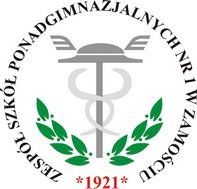 ZESPÓŁ SZKÓŁ PONADGIMNAZJALNYCH NR 1 W ZAMOŚCIU
*1921*